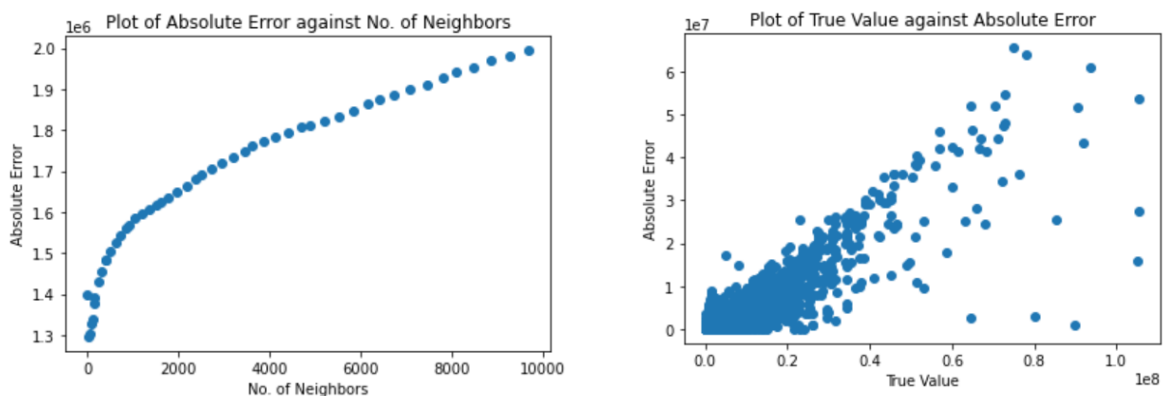 Plot of Absolute Error against No. of Neighbors
1e6
2.0
1.9
1.8
1.7
1.6
1.5
1.4
1.3
Absolute Error
0 2000 4000 6000 8000 10000
No. of Neighbors
Plot of True Value against Absolute Error
1e7
6
5
4
3
2
1
0
Absolute Error
0.0 0.2 0.4 0.6 0.8 1.0
1e8
True Value